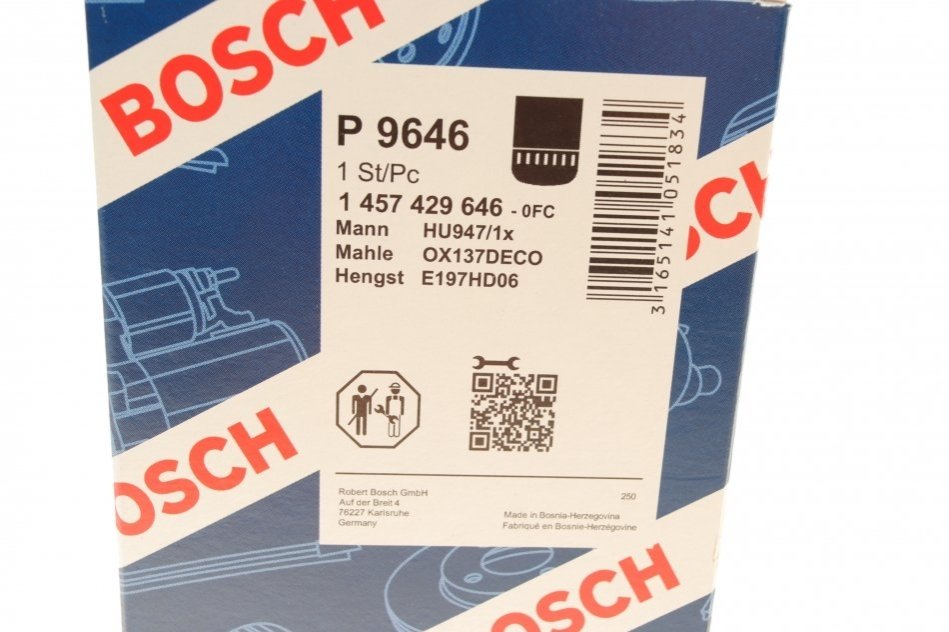 BOSCH
P 9646
1 St/Pc
1 457 429 646 - 0FC
Mann HU947/1x
Mahle OX137DECO
Hengst E197HD06
3 165141 051834
BOSCH
OSCH
Robert Bosch GmbH
Auf der Breit 4
76227 Karlsruhe
Germany
250
Made in Bosnia-Herzegovina
Fabriqué en Bosnie-Herzégovine
OSCH